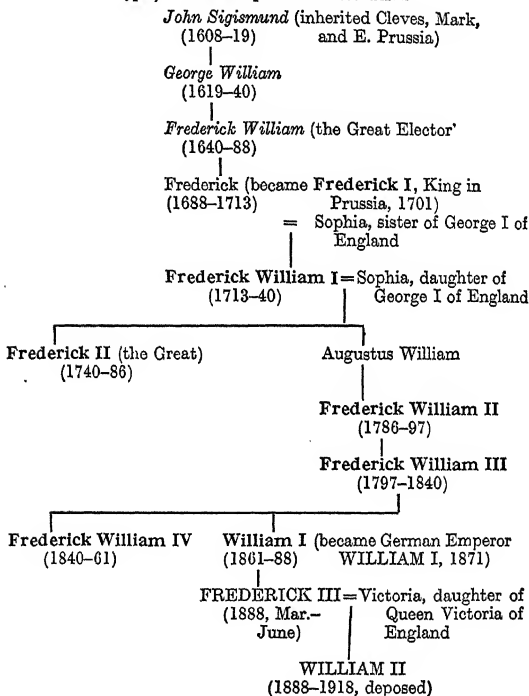 John Sigismund (inherited Cleves, Mark,
(1608–19) and E. Prussia)
George William
(1619–40)
Frederick William (the Great Elector'
(1640–88)
Frederick (became Frederick I, King in
(1688–1713) Prussia, 1701)
= Sophia, sister of George I of
England
Frederick William I=Sophia, daughter of
(1713–40) George I of England
Frederick II (the Great) Augustus William
(1740–86)
Frederick William II
(1786–97)
Frederick William III
(1797–1840)
Frederick William IV William I (became German Emperor
(1840–61) (1861–88) WILLIAM I, 1871)
FREDERICK III=Victoria, daughter of
(1888, Mar.– Queen Victoria of
June) England
WILLIAM II
(1888–1918, deposed)